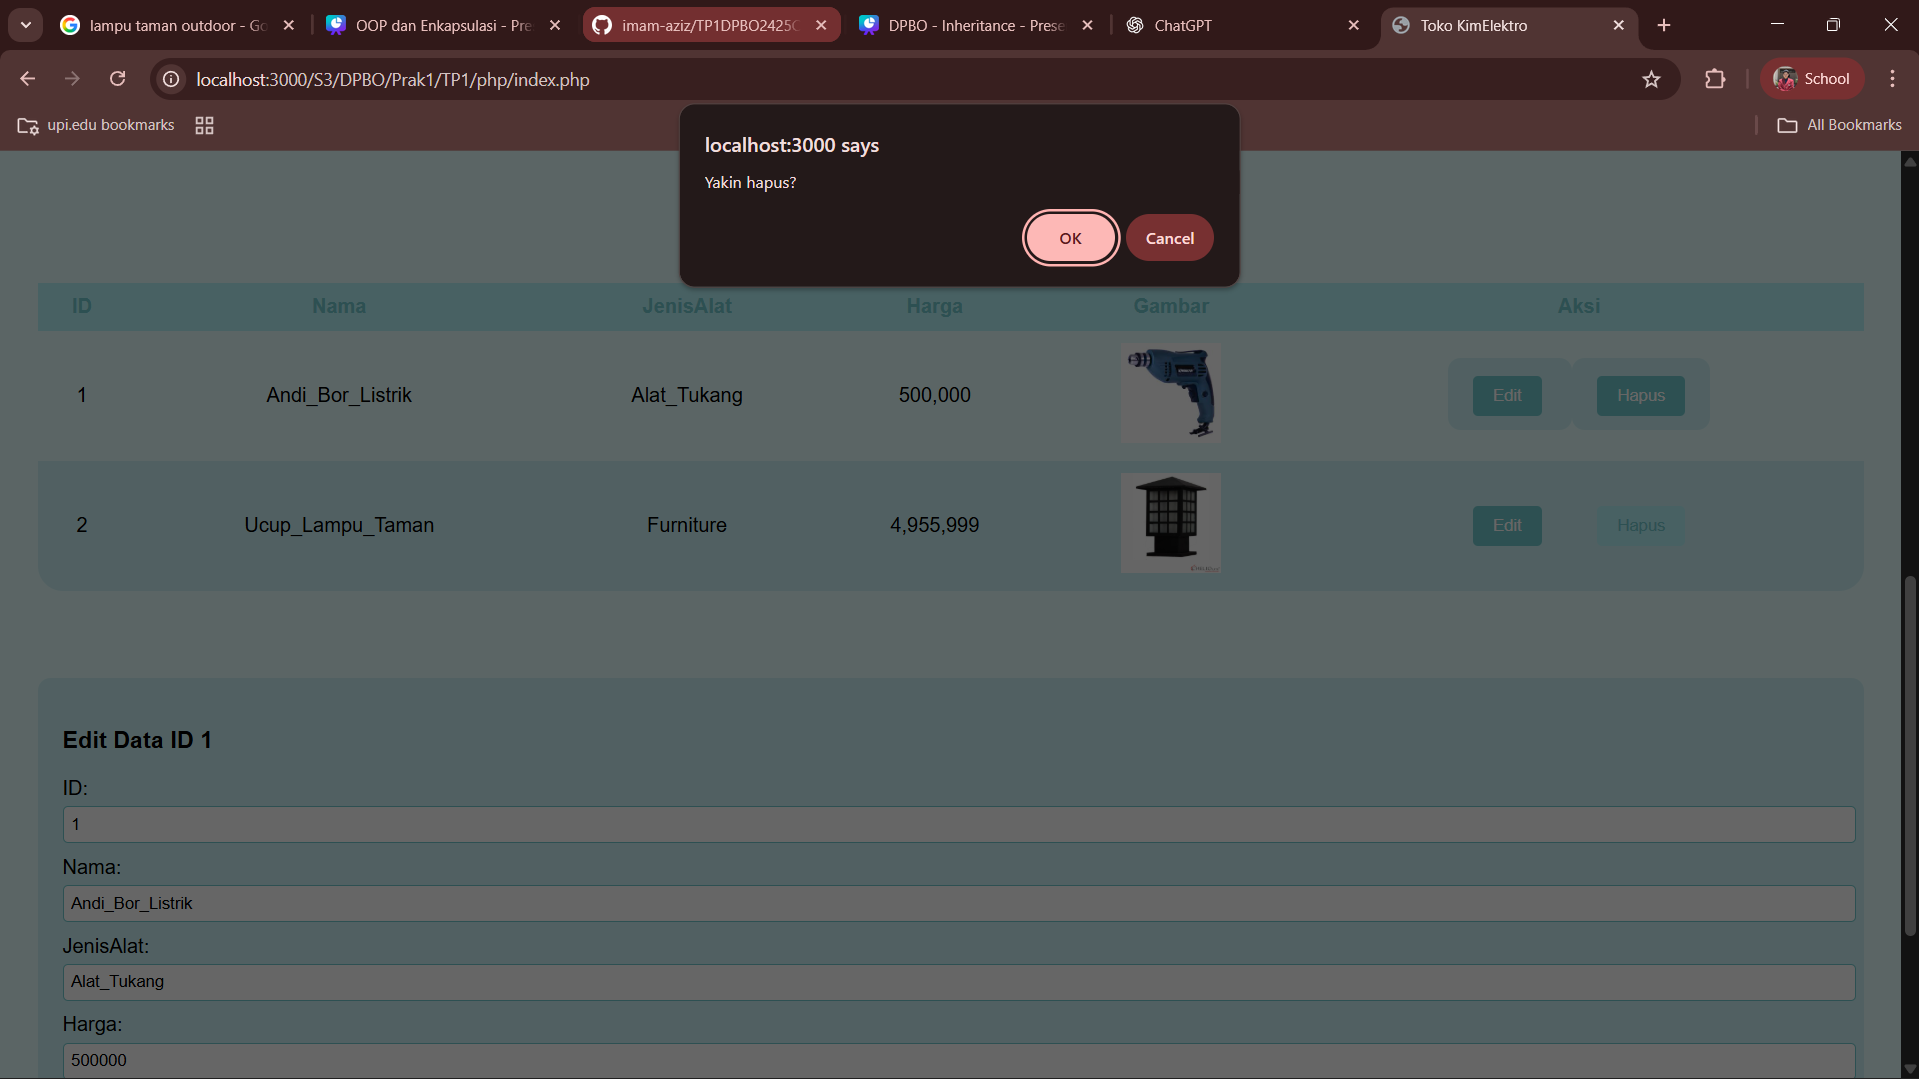 lampu taman outdoor - Go
OOP dan Enkapsulasi - Pre
imam-aziz/TP1DPBO2425C
DPBO - Inheritance - Prese
ChatGPT
Toko KimElektro
localhost:3000/S3/DPBO/Prak1/TP1/php/index.php
School
upi.edu bookmarks
All Bookmarks
localhost:3000 says
Yakin hapus?
OK Cancel
ID Nama JenisAlat Harga Gambar Aksi
1 Andi_Bor_Listrik Alat_Tukang 500,000 Edit Hapus
2 Ucup_Lampu_Taman Furniture 4,955,999 Edit Hapus
Edit Data ID 1
ID:
1
Nama:
Andi_Bor_Listrik
JenisAlat:
Alat_Tukang
Harga:
500000